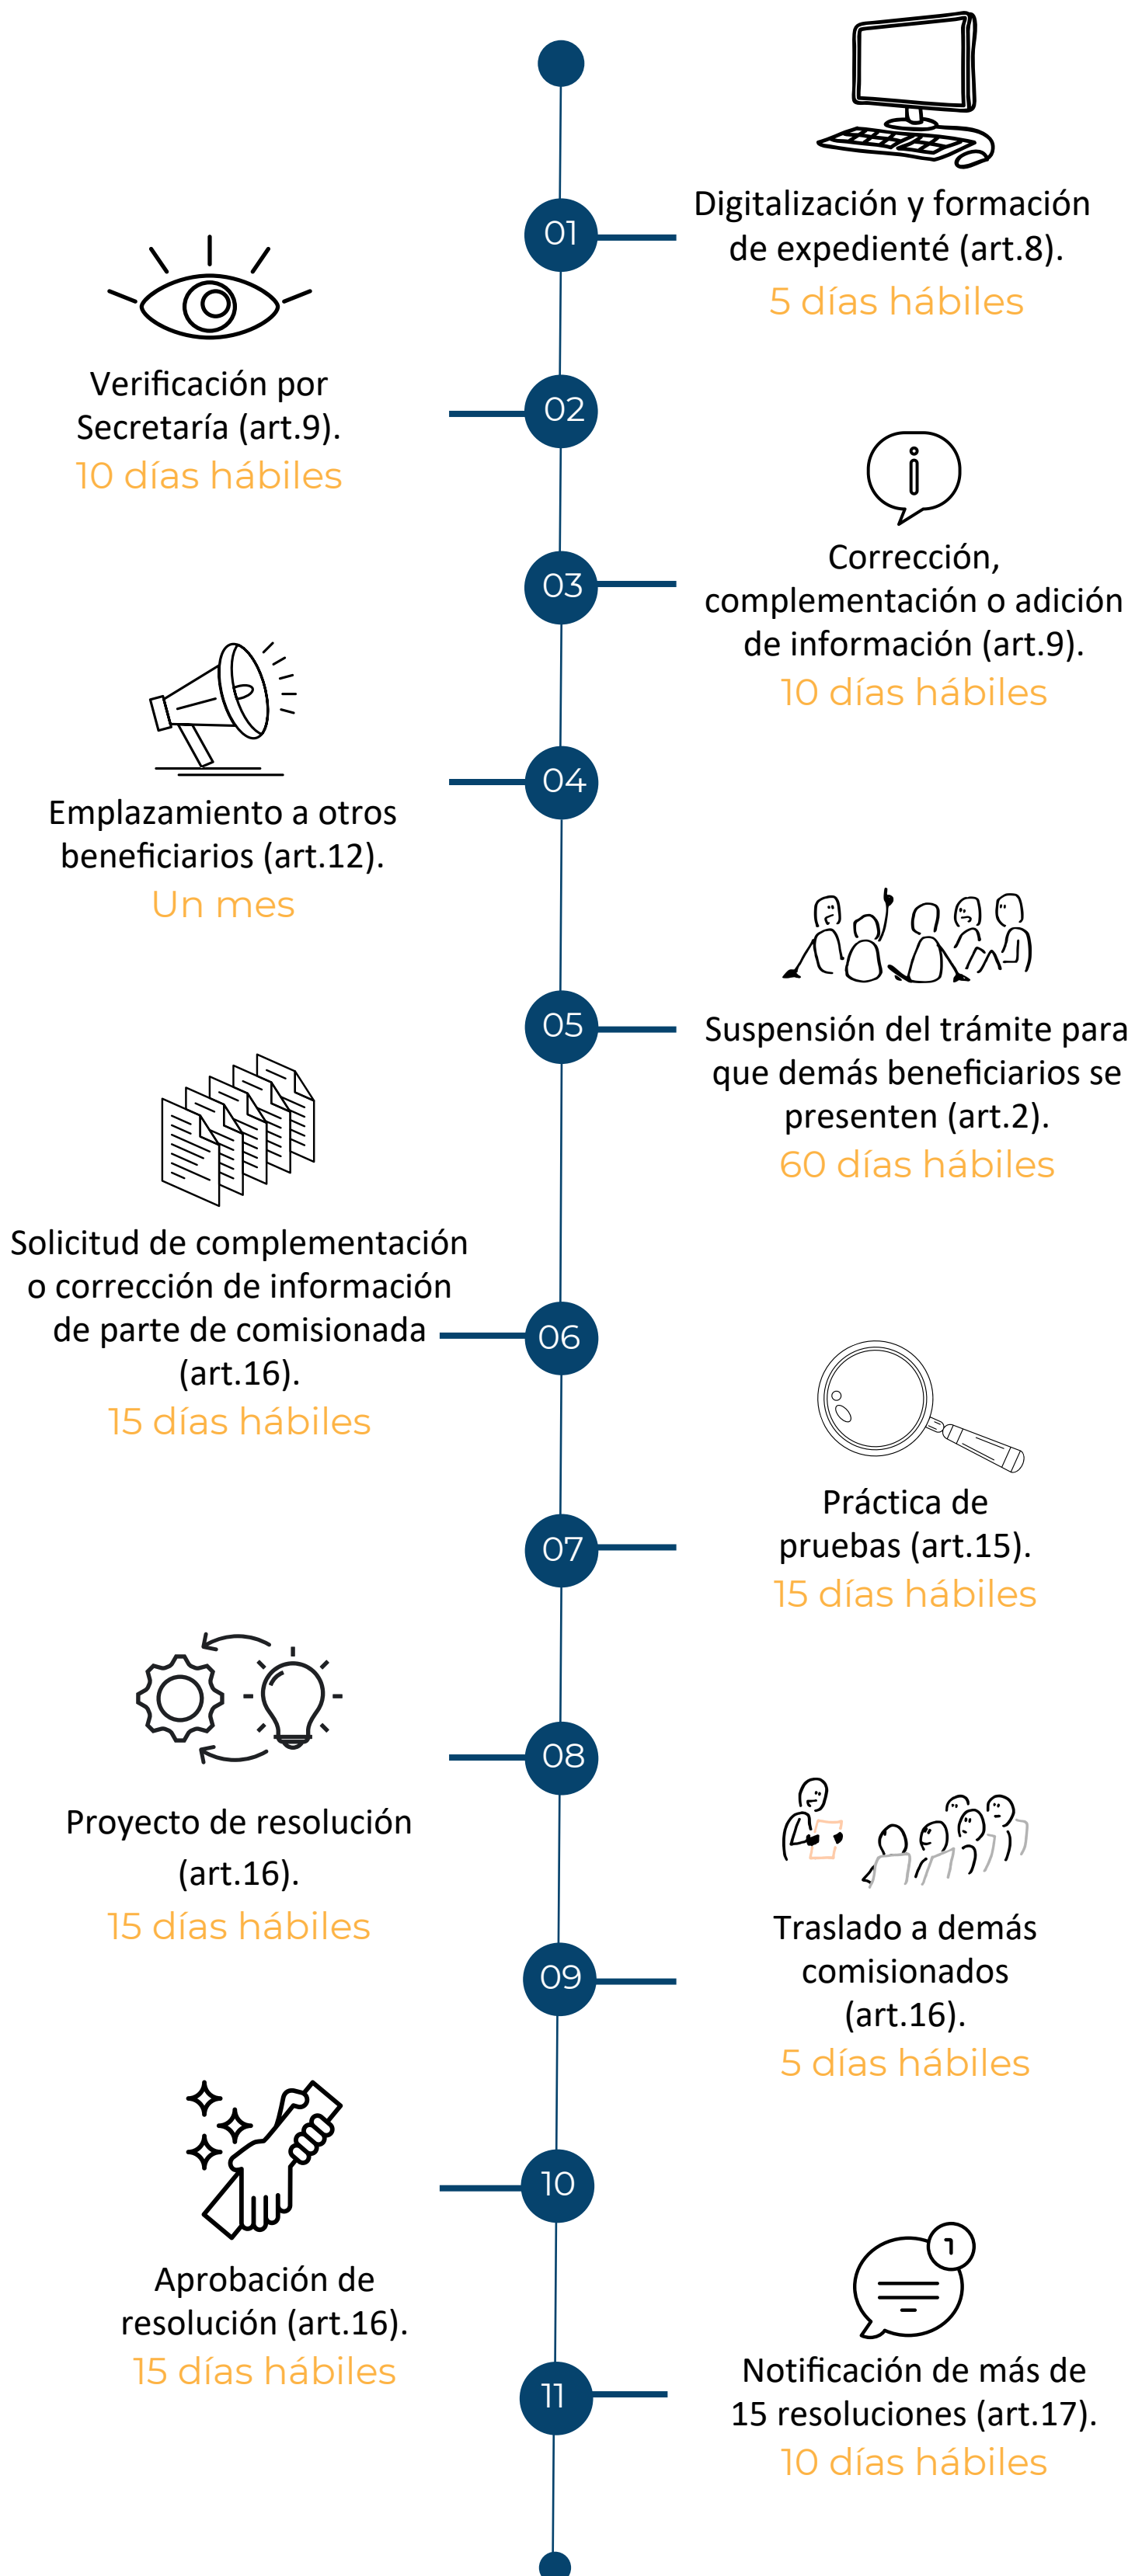 01
Digitalización y formación
de expedienté (art.8).
5 días hábiles
02
Verificación por
Secretaría (art.9).
10 días hábiles
03
Corrección,
complementación o adición
de información (art.9).
10 días hábiles
04
Emplazamiento a otros
beneficiarios (art.12).
Un mes
05
Suspensión del trámite para
que demás beneficiarios se
presenten (art.2).
60 días hábiles
06
Solicitud de complementación
o corrección de información
de parte de comisionada
(art.16).
15 días hábiles
07
Práctica de
pruebas (art.15).
15 días hábiles
08
Proyecto de resolución
(art.16).
15 días hábiles
09
Traslado a demás
comisionados
(art.16).
5 días hábiles
10
Aprobación de
resolución (art.16).
15 días hábiles
11
1
Notificación de más de
15 resoluciones (art.17).
10 días hábiles